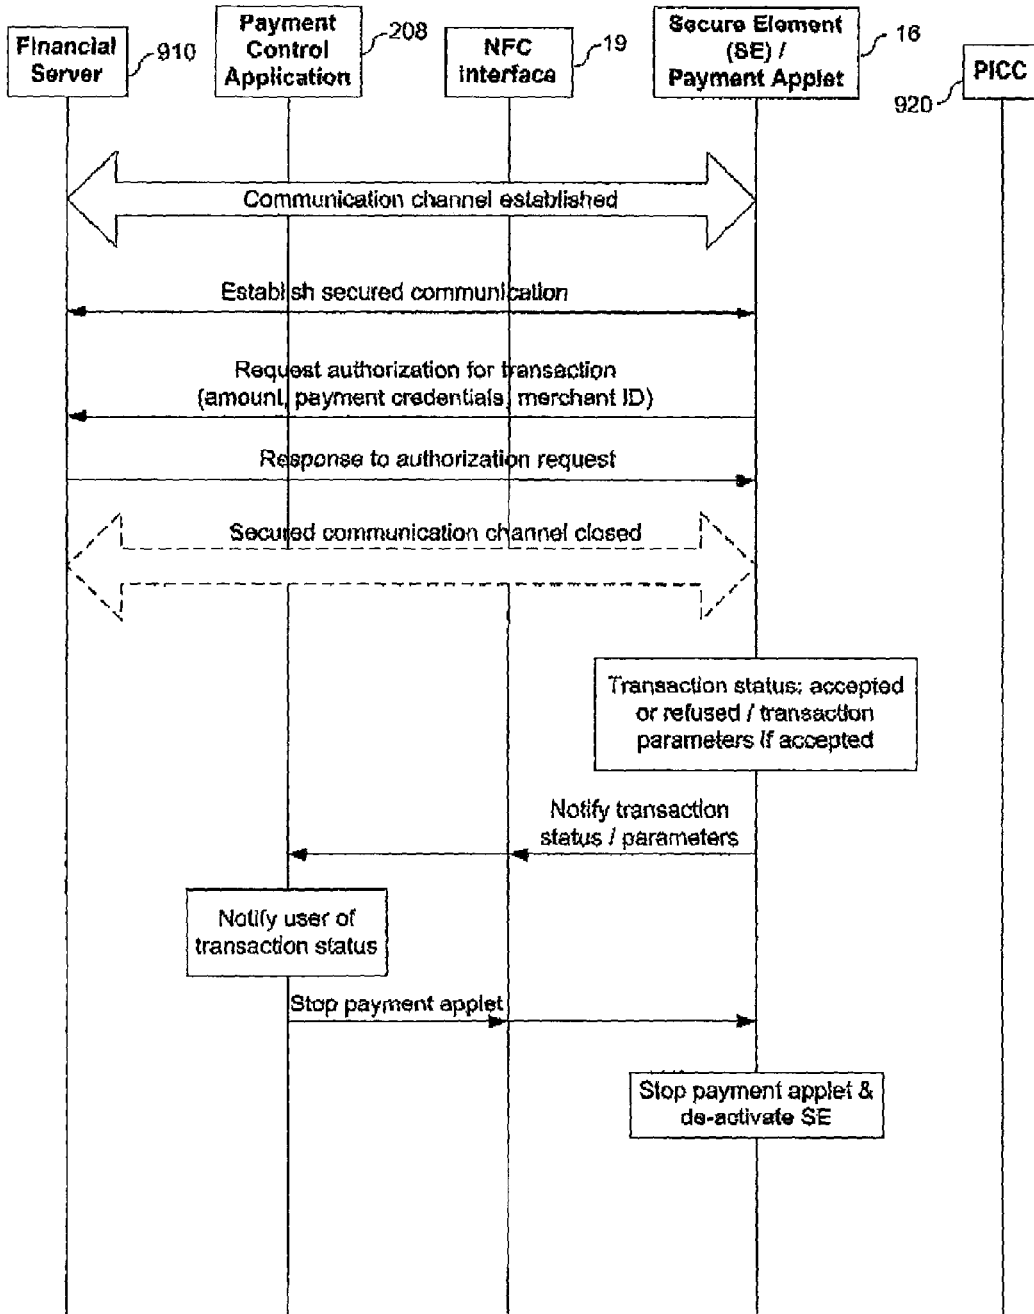 Financial
Server
910
Payment
Control
Application
208
NFC
Interface
19
Secure Element
(SE) /
Payment Applet
16
PICC
920
Communication channel established
Establish secured communication
Request authorization for transaction
(amount, payment credentials, merchant ID)
Response to authorization request
Secured communication channel closed
Transaction status: accepted
or refused / transaction
parameters if accepted
Notify transaction
status / parameters
Notify user of
transaction status
Stop payment applet
Stop payment applet &
de-activate SE